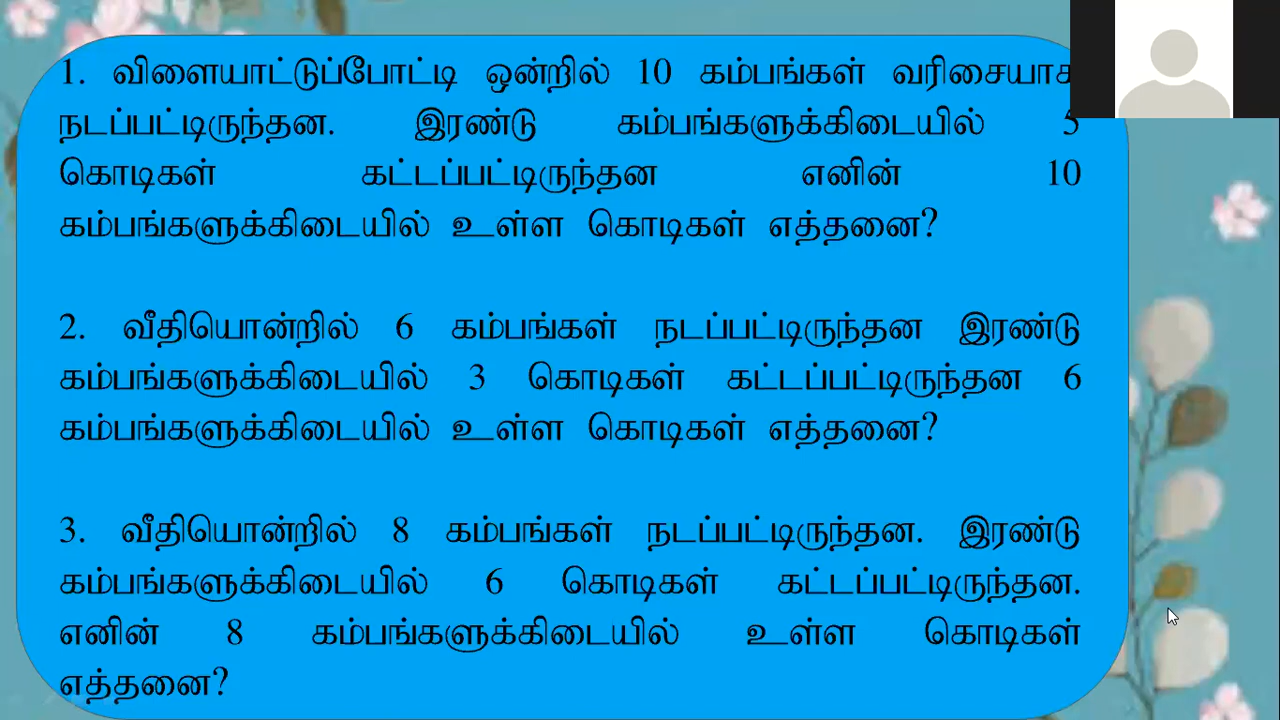 1. விளையாட்டுப்போட்டி ஒன்றில் 10 கம்பங்கள் வரிசையாக
நடப்பட்டிருந்தன. இரண்டு கம்பங்களுக்கிடையில் 5
கொடிகள் கட்டப்பட்டிருந்தன எனின் 10
கம்பங்களுக்கிடையில் உள்ள கொடிகள் எத்தனை?
2. வீதியொன்றில் 6 கம்பங்கள் நடப்பட்டிருந்தன இரண்டு
கம்பங்களுக்கிடையில் 3 கொடிகள் கட்டப்பட்டிருந்தன 6
கம்பங்களுக்கிடையில் உள்ள கொடிகள் எத்தனை?
3. வீதியொன்றில் 8 கம்பங்கள் நடப்பட்டிருந்தன. இரண்டு
கம்பங்களுக்கிடையில் 6 கொடிகள் கட்டப்பட்டிருந்தன.
எனின் 8 கம்பங்களுக்கிடையில் உள்ள கொடிகள்
எத்தனை?